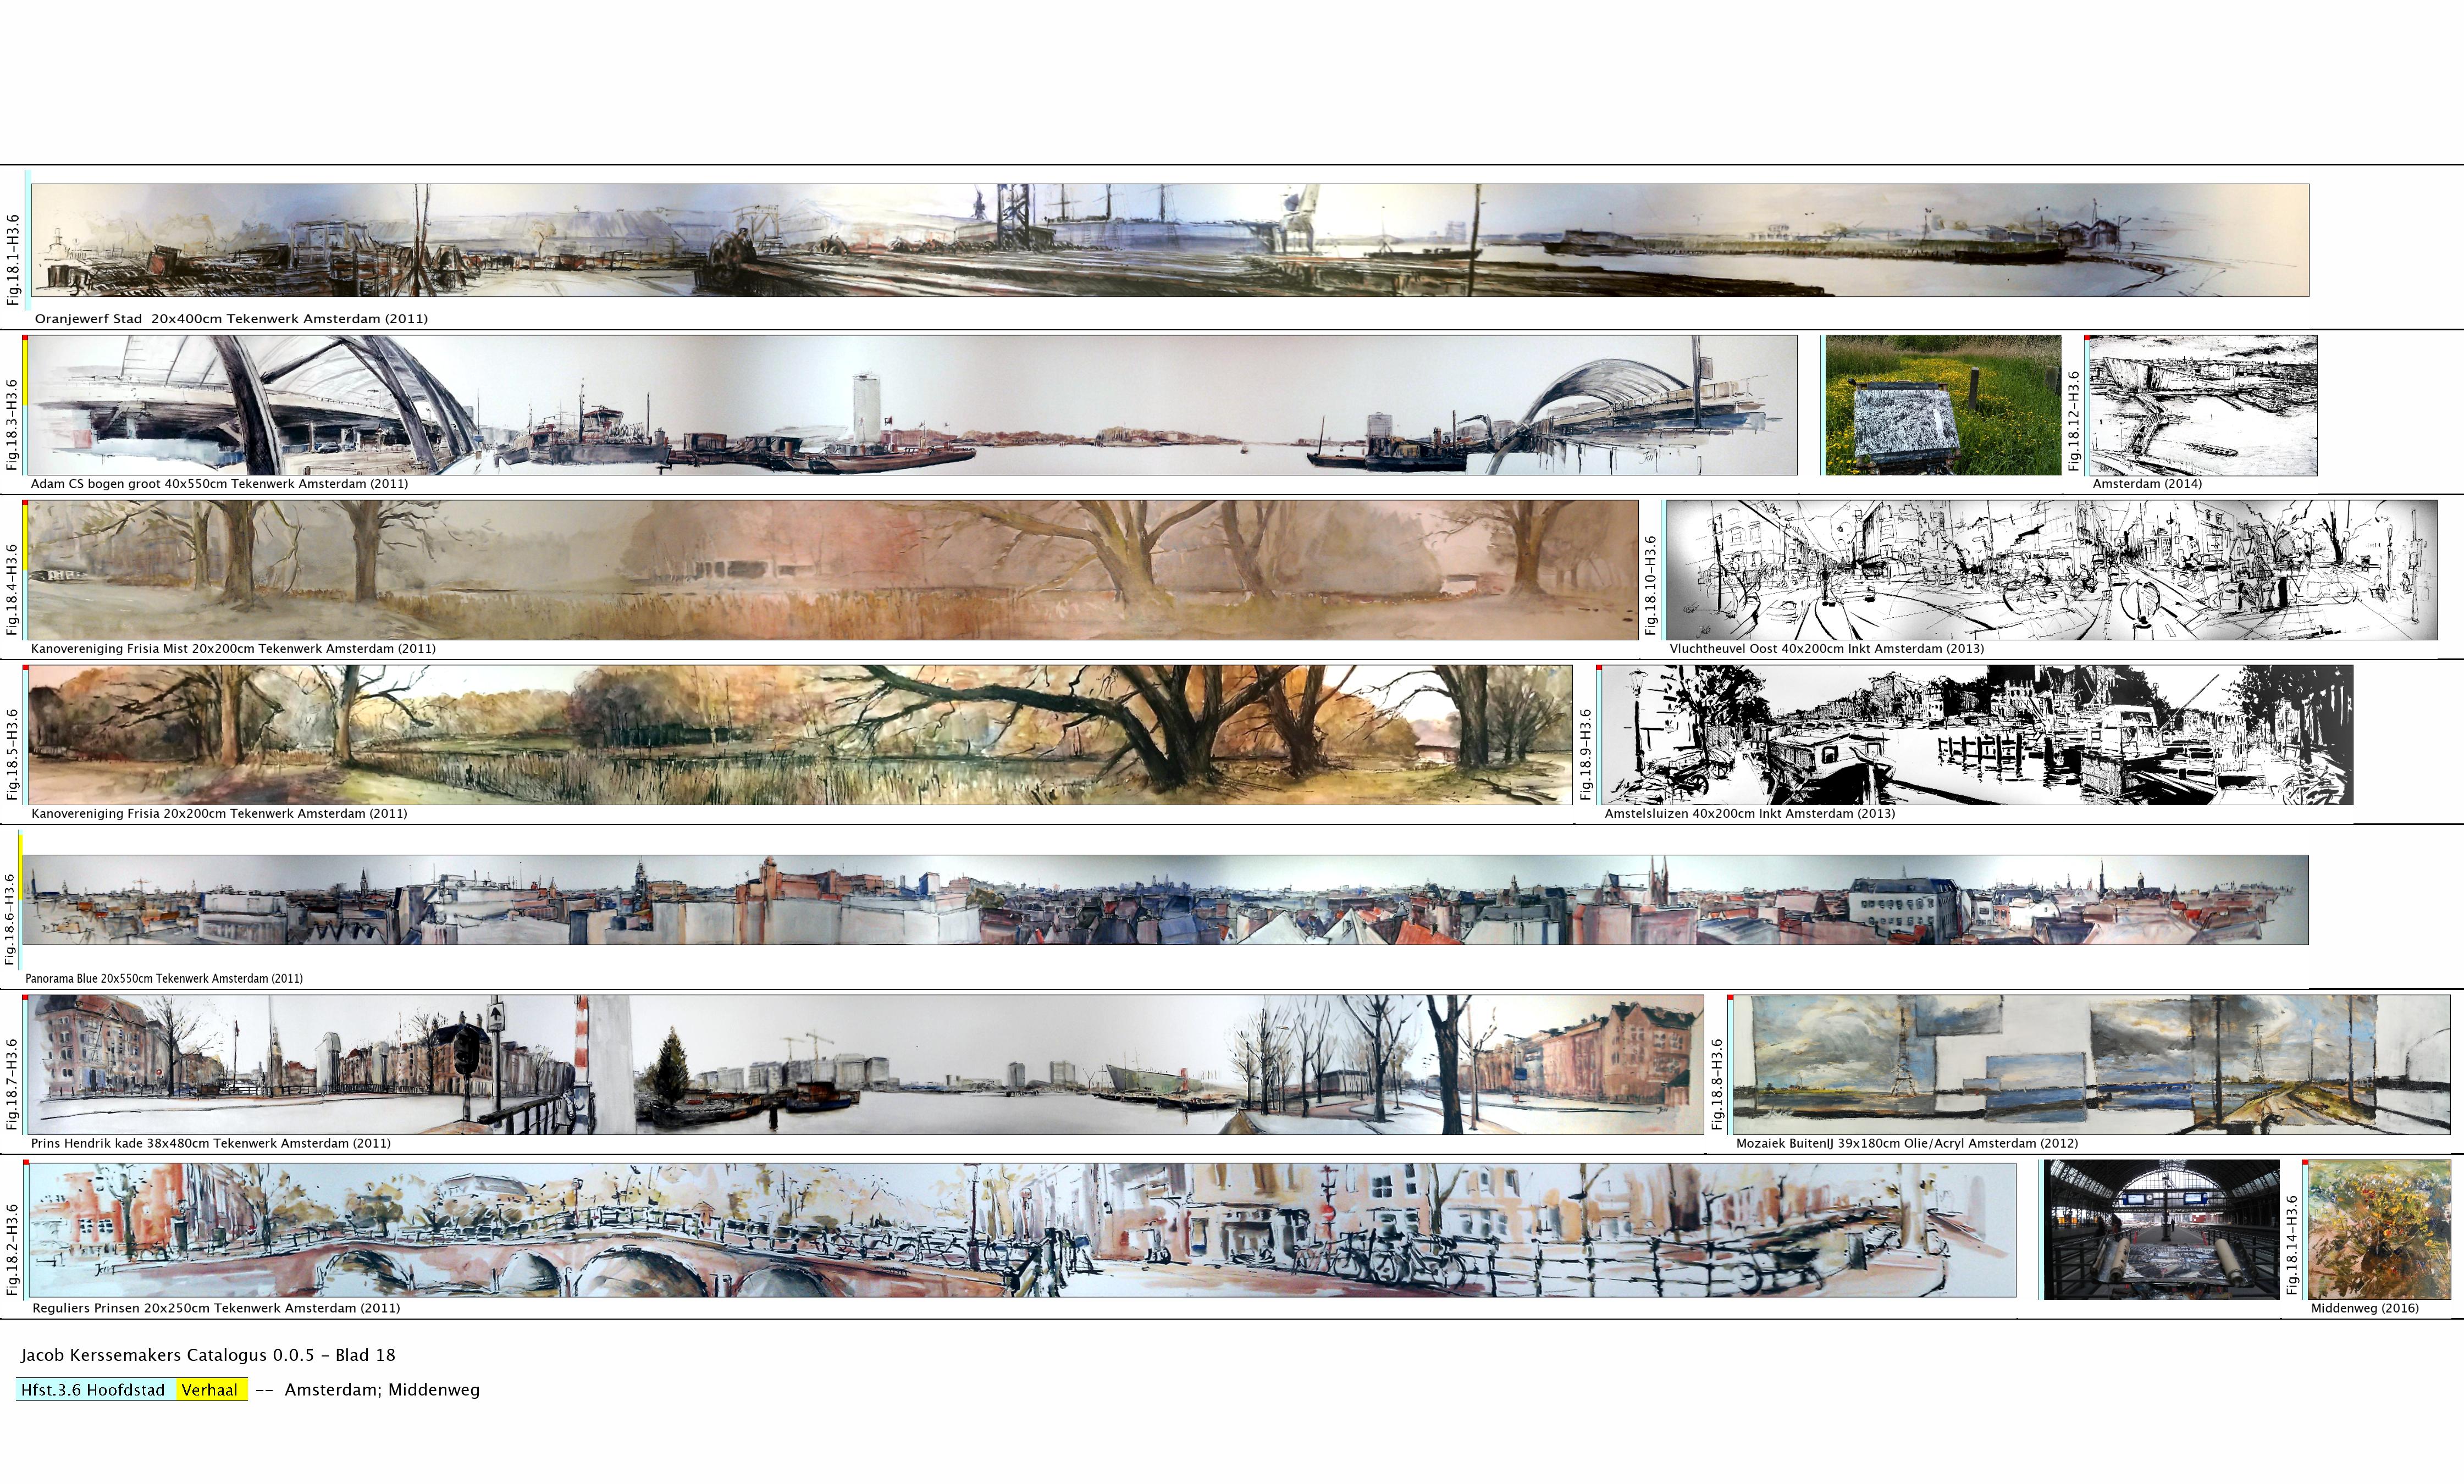 Fig.18.1–H3.6
Oranjewerf Stad  20x400cm Tekenwerk Amsterdam (2011)
Fig.18.3–H3.6
Adam CS bogen groot 40x550cm Tekenwerk Amsterdam (2011)
Fig.18.12–H3.6
Amsterdam (2014)
Fig.18.4–H3.6
Kanovereniging Frisia Mist 20x200cm Tekenwerk Amsterdam (2011)
Fig.18.10–H3.6
Vluchtheuvel Oost 40x200cm Inkt Amsterdam (2013)
Fig.18.5–H3.6
Kanovereniging Frisia 20x200cm Tekenwerk Amsterdam (2011)
Fig.18.9–H3.6
Amstelsluizen 40x200cm Inkt Amsterdam (2013)
Fig.18.6–H3.6
Panorama Blue 20x550cm Tekenwerk Amsterdam (2011)
Fig.18.7–H3.6
Prins Hendrik kade 38x480cm Tekenwerk Amsterdam (2011)
Fig.18.8–H3.6
Mozaiek BuitenIJ 39x180cm Olie/Acryl Amsterdam (2012)
Fig.18.2–H3.6
Reguliers Prinsen 20x250cm Tekenwerk Amsterdam (2011)
Fig.18.14–H3.6
Middenweg (2016)
Jacob Kerssemakers Catalogus 0.0.5 – Blad 18
Hfst.3.6 Hoofdstad Verhaal -- Amsterdam; Middenweg